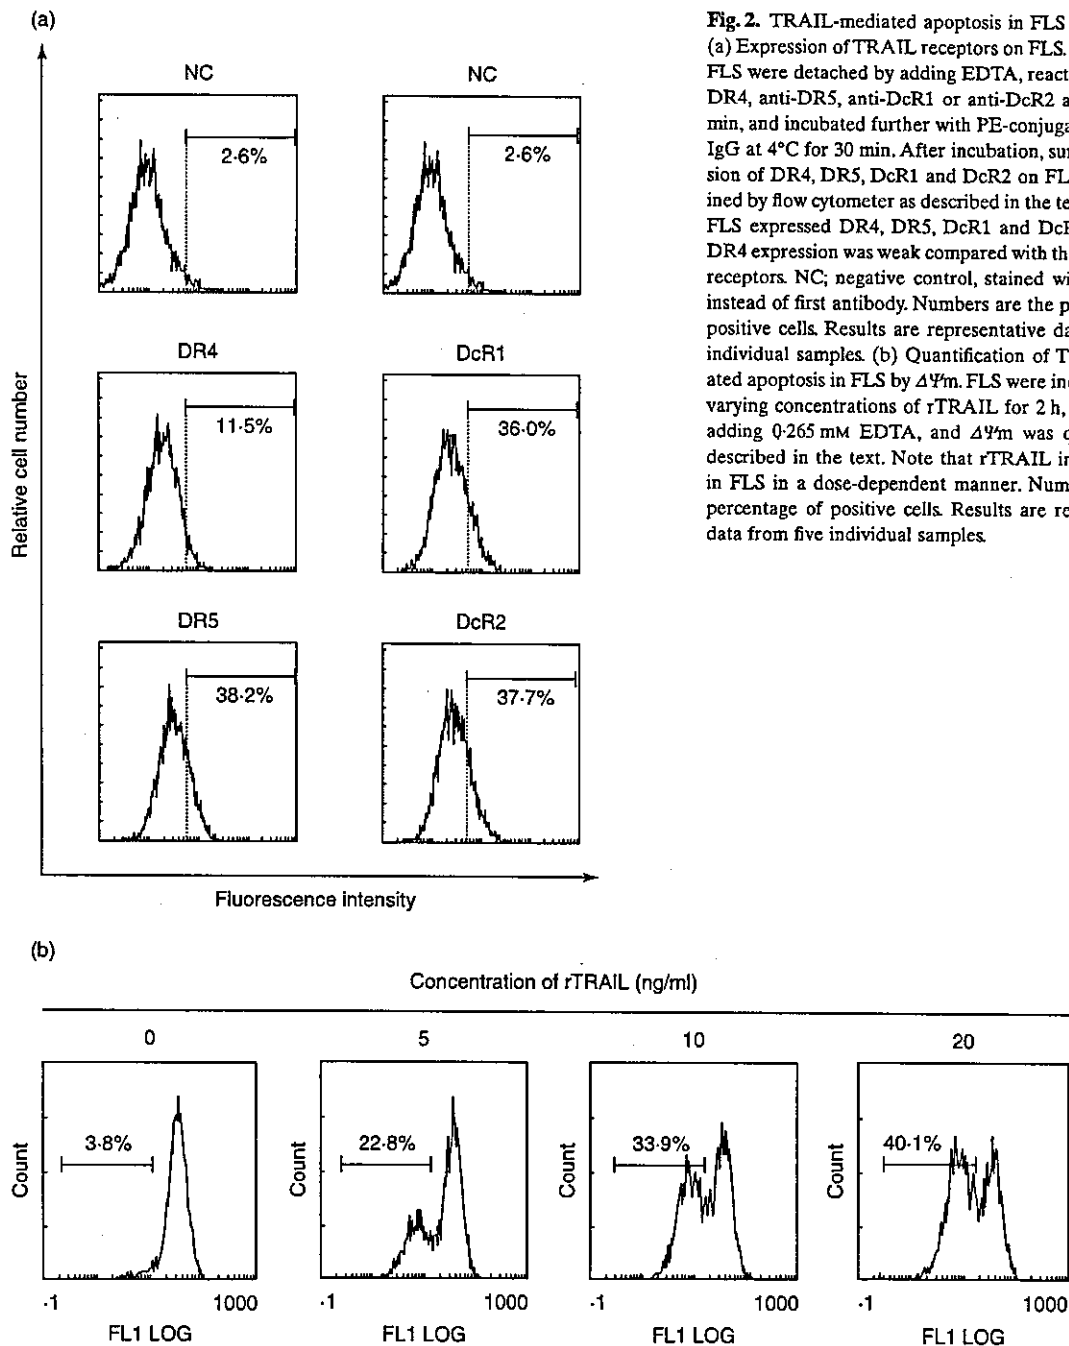 (a)
NC
2·6%
NC
2·6%
DR4
11·5%
DcR1
36·0%
DR5
38·2%
DcR2
37·7%
Relative cell number
Fluorescence intensity
Fig. 2. TRAIL-mediated apoptosis in FLS
(a) Expression of TRAIL receptors on FLS.
FLS were detached by adding EDTA, react
DR4, anti-DR5, anti-DcR1 or anti-DcR2 a
min, and incubated further with PE-conjuga
IgG at 4°C for 30 min. After incubation, sur
sion of DR4, DR5, DcR1 and DcR2 on FL
ined by flow cytometer as described in the te
FLS expressed DR4, DR5, DcR1 and DcR
DR4 expression was weak compared with th
receptors. NC; negative control, stained wi
instead of first antibody. Numbers are the p
positive cells. Results are representative da
individual samples. (b) Quantification of T
ated apoptosis in FLS by ΔΨm. FLS were in
varying concentrations of rTRAIL for 2 h,
adding 0·265 mM EDTA, and ΔΨm was q
described in the text. Note that rTRAIL in
in FLS in a dose-dependent manner. Num
percentage of positive cells. Results are re
data from five individual samples.
(b)
Concentration of rTRAIL (ng/ml)
0
5
10
20
3·8%
22·8%
33·9%
40·1%
Count
Count
Count
Count
·1 1000
·1 1000
·1 1000
·1 1000
FL1 LOG
FL1 LOG
FL1 LOG
FL1 LOG